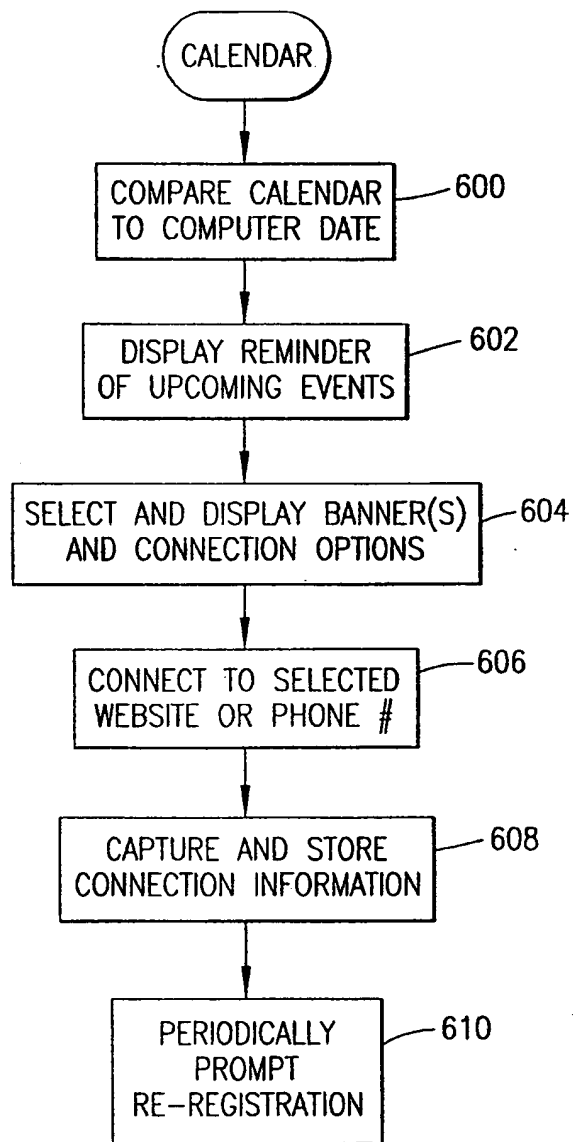 CALENDAR
COMPARE CALENDAR
TO COMPUTER DATE
600
DISPLAY REMINDER
OF UPCOMING EVENTS
602
SELECT AND DISPLAY BANNER(S)
AND CONNECTION OPTIONS
604
CONNECT TO SELECTED
WEBSITE OR PHONE #
606
CAPTURE AND STORE
CONNECTION INFORMATION
608
PERIODICALLY
PROMPT
RE-REGISTRATION
610